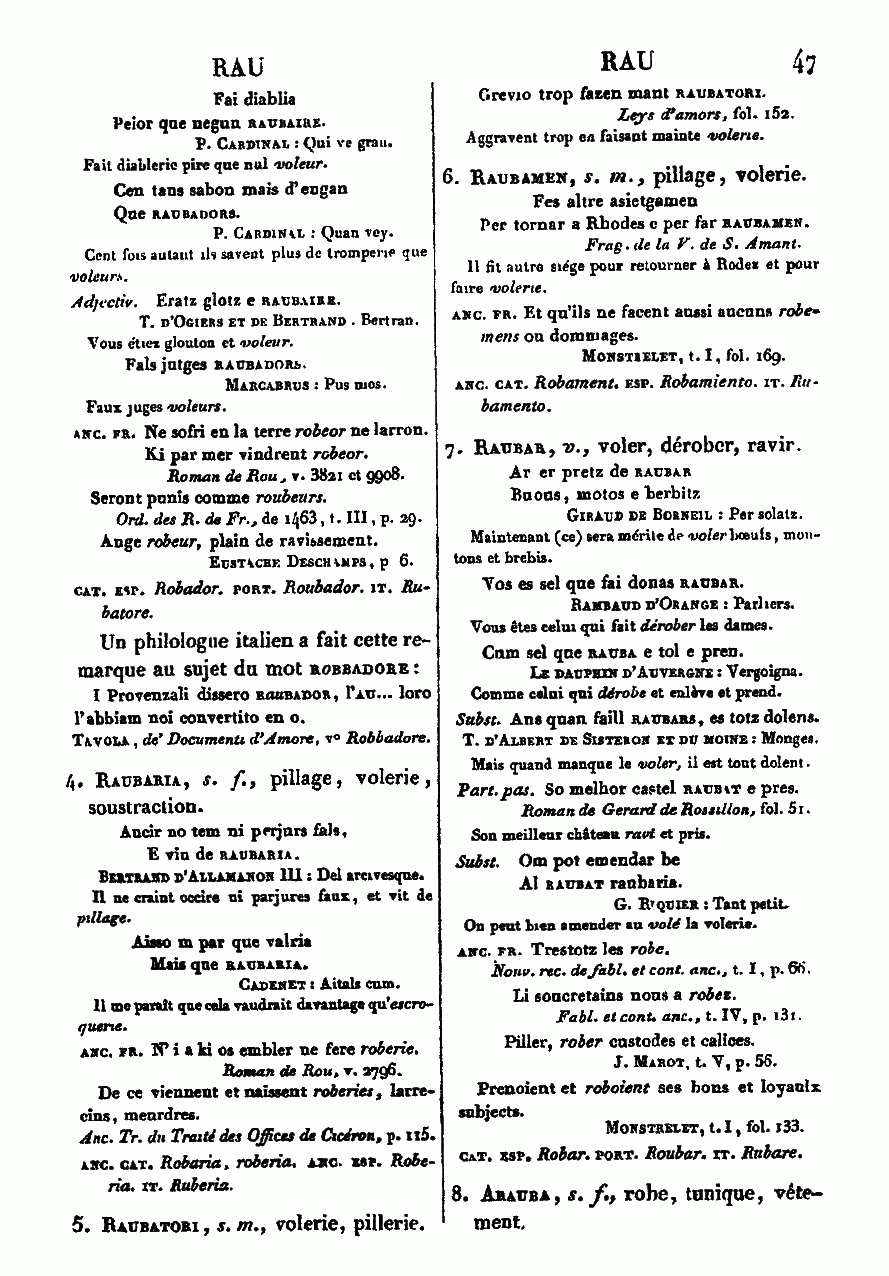 RAU
Fai diablia
Peior que negun RAUBAIRE.
P. CARDINAL : Qui ve gran.
Fait diablerie pire que nul voleur.
Cen tans sabon mais d'engan
Que RAUBADORS.
P. CARDINAL : Quan vey.
Cent fois autant ils savent plus de tromperie que
voleurs.
Adjectiv. Eratz glotz e RAUBAIRE.
T. D'OGIERS ET DE BERTRAND . Bertran.
Vous étiez glouton et voleur.
Fals jutges RAUBADORS.
MARCABRUS : Pus mos.
Faux juges voleurs.
ANC. FR. Ne sofri en la terre robeor ne larron.
Ki par mer vindrent robeor.
Roman de Rou, v. 3821 et 9908.
Seront punis comme roubeurs.
Ord. des R. de Fr., de 1463, t. III, p. 29.
Ange robeur, plain de ravissement.
EUSTACHE DESCHAMPS, p 6.
CAT. ESP. Robador. PORT. Roubador. IT. Ru-
batore.
Un philologue italien a fait cette re-
marque au sujet du mot ROBBADORE :
I Provenzali dissero RAUBADOR, l'AU... loro
l'abbiam noi convertito en o.
TAVOLA, de' Documenti d'Amore, v° Robbadore.
4. RAUBARIA, s. f., pillage, volerie,
soustraction.
Aucir no tem ni perjurs fals,
E viu de RAUBARIA.
BERTRAND D'ALLAMANON III : Del arcivesque.
Il ne craint occire ni parjures faux, et vit de
pillage.
Aisso m par que valria
Mais que RAUBARIA.
CADENET : Aitals cum.
Il me paraît que cela vaudrait davantage qu'escro-
querie.
ANC. FR. N' i a ki os embler ne fere roberie.
Roman de Rou, v. 2796.
De ce viennent et naissent roberies, larre-
cins, meurdres.
Anc. Tr. du Traité des Offices de Cicéron, p. 115.
ANC. CAT. Robaria, roberia. ANC. ESP. Robe-
ria. IT. Ruberia.
5. RAUBATORI, s. m., volerie, pillerie.
RAU 47
Grevio trop fazen mant RAUBATORI.
Leys d'amors, fol. 152.
Aggravent trop en faisant mainte volerie.
6. RAUBAMEN, s. m., pillage, volerie.
Fes altre asietgamen
Per tornar a Rhodes e per far RAUBAMEN.
Frag. de la V. de S. Amant.
Il fit autre siége pour retourner à Rodez et pour
faire volerie.
ANC. FR. Et qu'ils ne facent aussi aucuns robe-
mens ou dommages.
MONSTRELET, t. I, fol. 169.
ANC. CAT. Robament. ESP. Robamiento. IT. Ru-
bamento.
7. RAUBAR, v., voler, dérober, ravir.
Ar er pretz de RAUBAR
Buous, motos e berbitz
GIRAUD DE BORNEIL : Per solatz.
Maintenant (ce) sera mérite de voler bœufs, mou-
tons et brebis.
Vos es sel que fai donas RAUBAR.
RAMBAUD D'ORANGE : Parliers.
Vous êtes celui qui fait dérober les dames.
Cum sel que RAUBA e tol e pren.
LE DAUPHIN D'AUVERGNE : Vergoigna.
Comme celui qui dérobe et enlève et prend.
Subst. Ans quan faill RAUBARS, es totz dolens.
T. D'ALBERT DE SISTERON ET DU MOINE : Monges.
Mais quand manque le voler, il est tout dolent.
Part. pas. So melhor castel RAUBAT e pres.
Roman de Gerard de Rossillon, fol. 51.
Son meilleur château ravi et pris.
Subst. Om pot emendar be
Al RAUBAT raubaria.
G. RIQUIER : Tant petit.
On peut bien amender au volé la volerie.
ANC. FR. Trestotz les robe.
Nouv. rec. de fabl. et cont. anc., t. I, p. 66.
Li soucretains nous a robez.
Fabl. et cont. anc., t. IV, p. 131.
Piller, rober custodes et calices.
J. MAROT, t. V, p. 56.
Prenoient et roboient ses bons et loyaulx
subjects.
MONSTRELET, t. I, fol. 133.
CAT. ESP. Robar. PORT. Roubar. IT. Rubare.
8. ARAUBA, s. f., robe, tunique, vête-
ment.